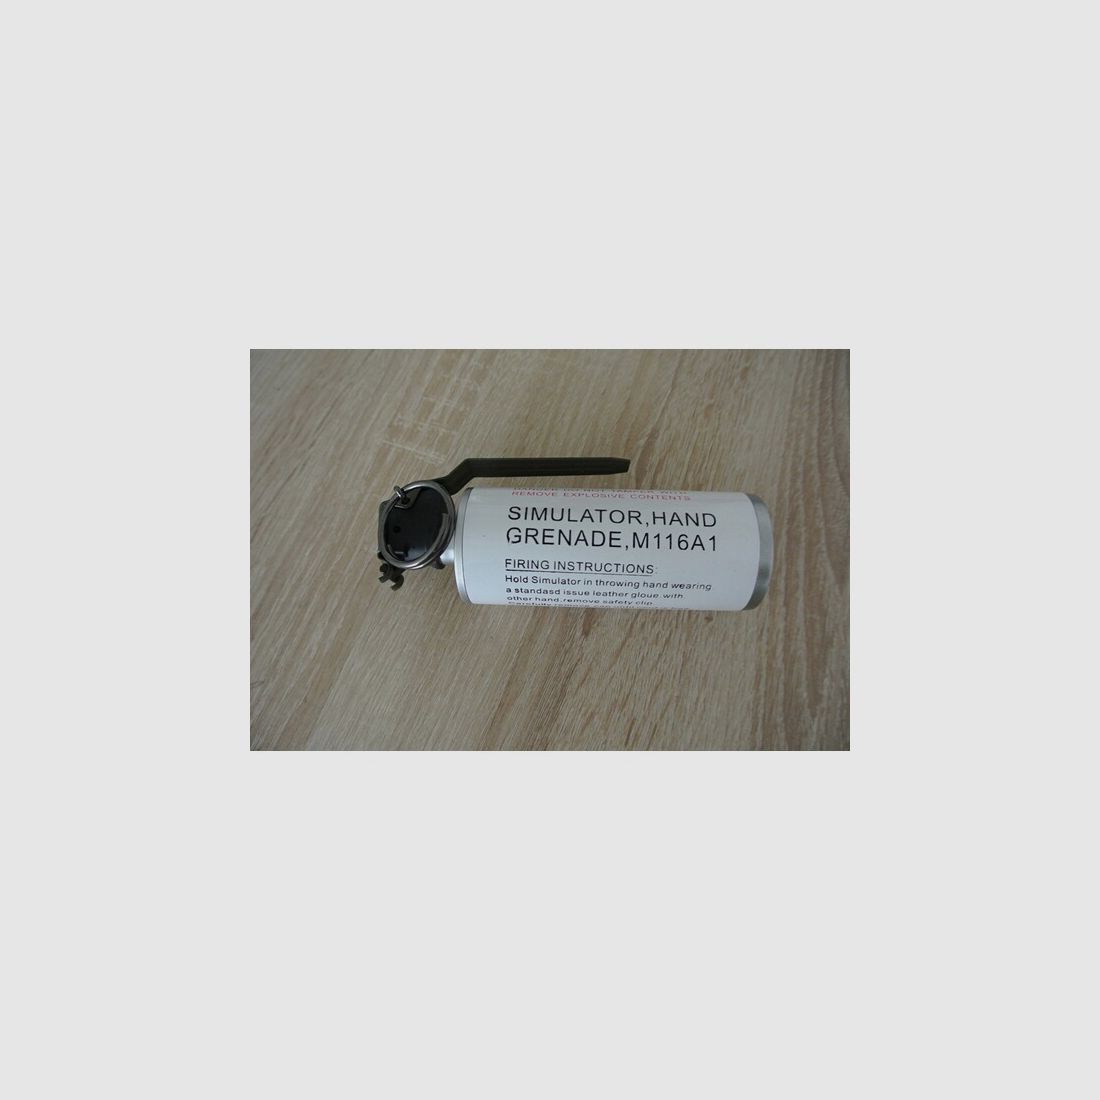 REMOVE EXPLOSIVE CONTENTS
SIMULATOR,HAND
GRENADE,M116A1
FIRING INSTRUCTIONS:
Hold Simulator in throwing hand wearing
a standasd issue leather gloue.with
other hand.remove safety clip